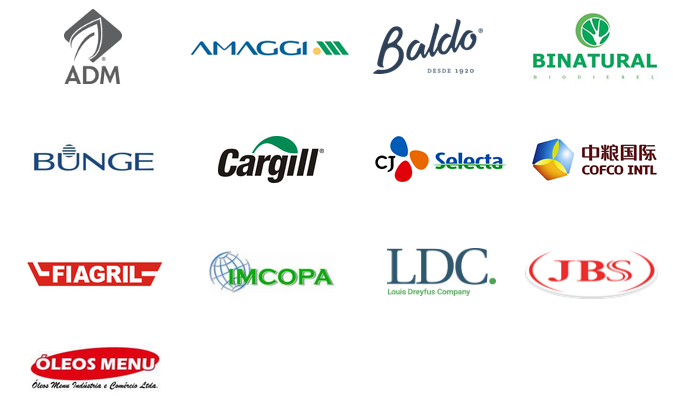 ADM
AMAGGI
Baldo®
DESDE 1920
BINATURAL
BIODIESEL
BUNGE
Cargill®
CJ Selecta
中粮国际
COFCO INTL
FIAGRIL
IMCOPA
LDC.
Louis Dreyfus Company
JBS
ÓLEOS MENU
Óleos Menu Indústria e Comércio Ltda.